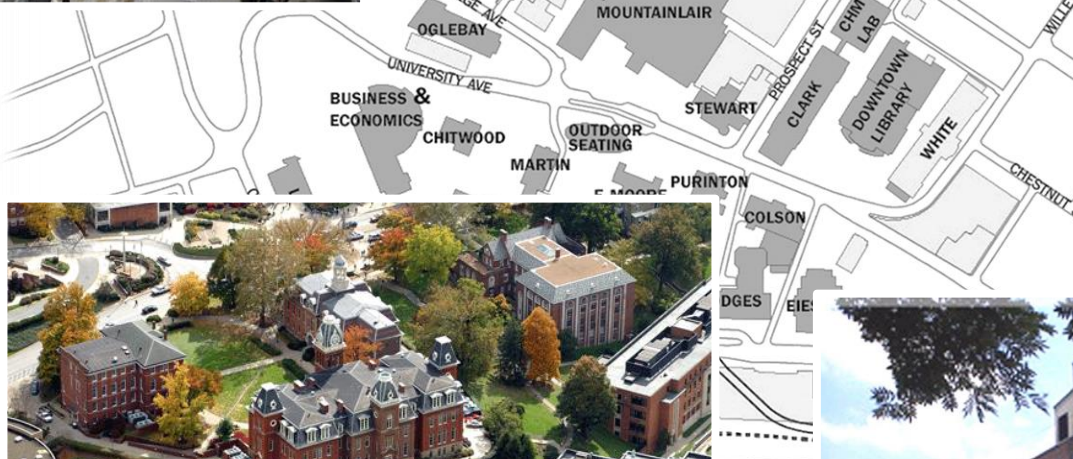 MOUNTAINLAIR
OGLEBAY
PROSPECT ST
CHM
LAB
UNIVERSITY AVE
BUSINESS &
ECONOMICS
CHITWOOD
OUTDOOR
SEATING
MARTIN
STEWART
CLARK
DOWNTOWN
LIBRARY
WHITE
PURINTON
COLSON